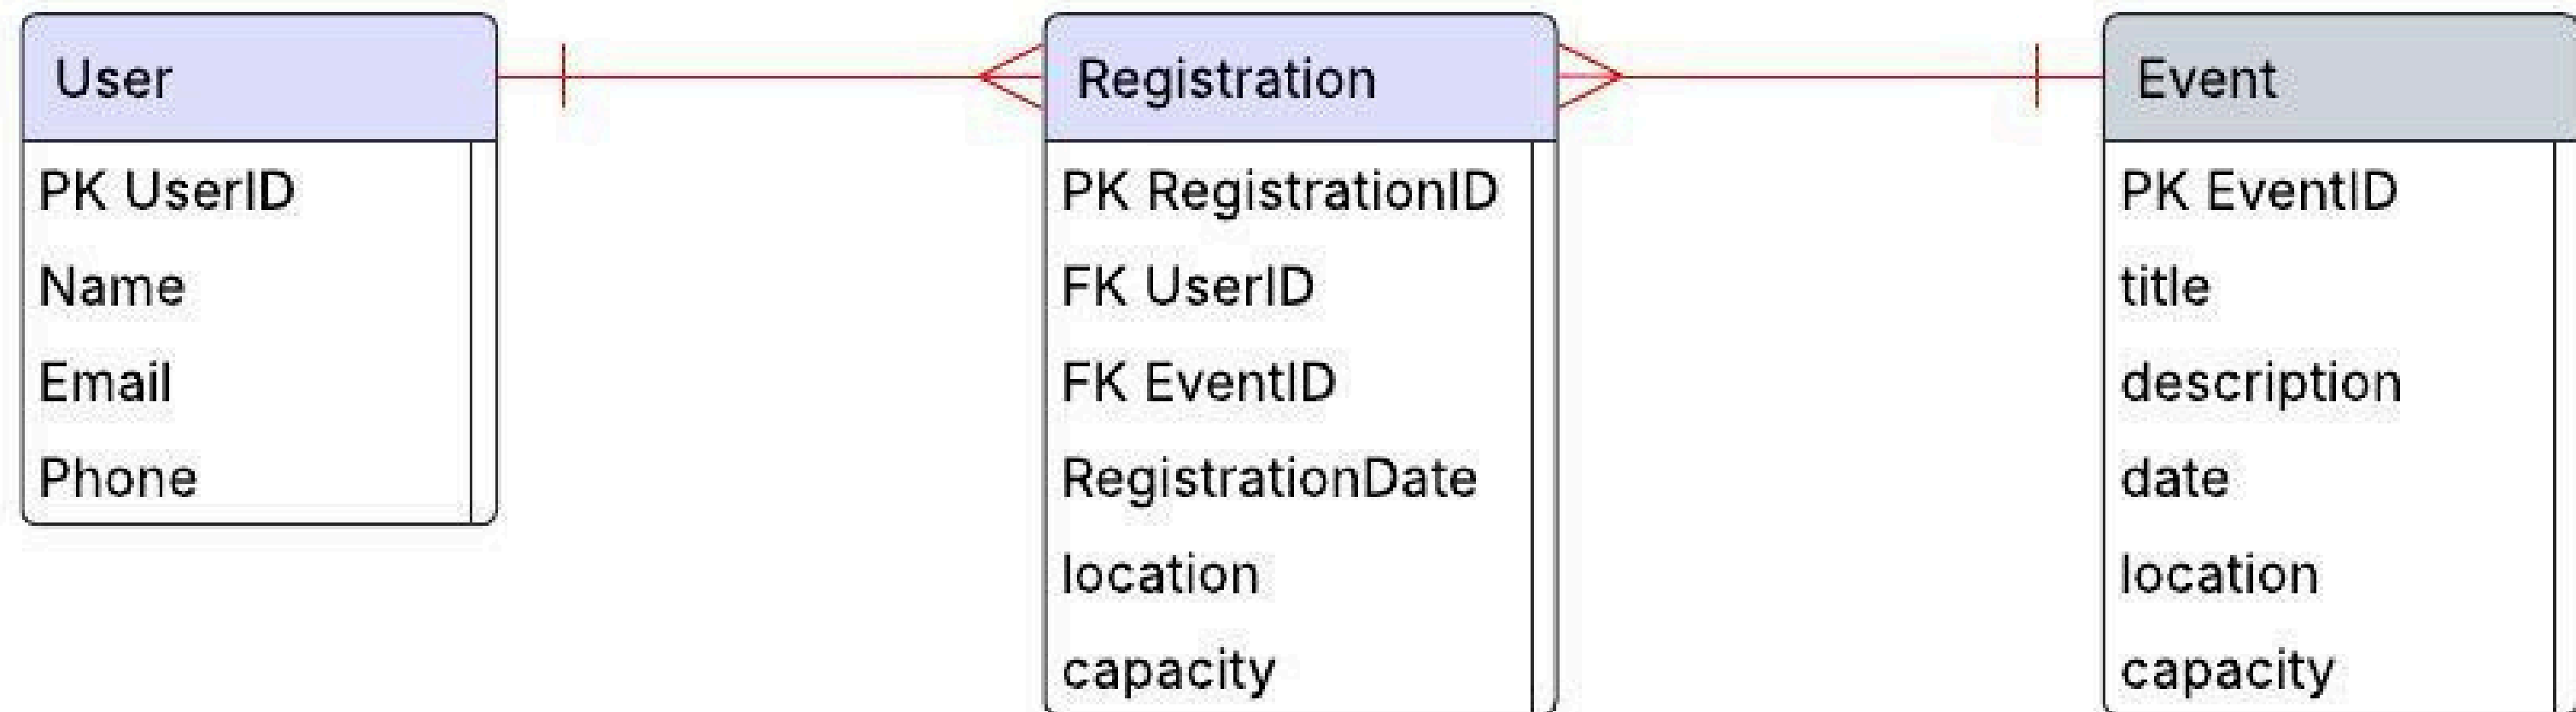 User
PK UserID
Name
Email
Phone
Registration
PK RegistrationID
FK UserID
FK EventID
RegistrationDate
location
capacity
Event
PK EventID
title
description
date
location
capacity